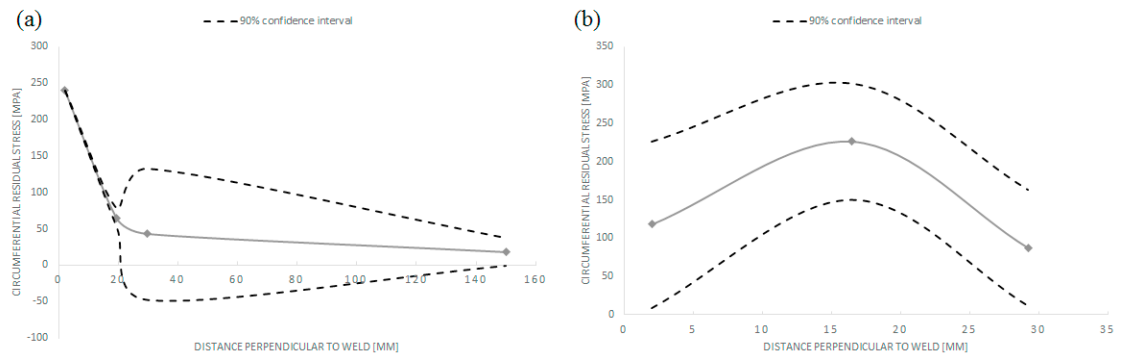 (a)
90% confidence interval
CIRCUMFERENTIAL RESIDUAL STRESS [MPA]
300
250
200
150
100
50
0
-50
-100
0 20 40 60 80 100 120 140 160
DISTANCE PERPENDICULAR TO WELD [MM]
(b)
90% confidence interval
CIRCUMFERENTIAL RESIDUAL STRESS [MPA]
350
300
250
200
150
100
50
0
0 5 10 15 20 25 30 35
DISTANCE PERPENDICULAR TO WELD [MM]